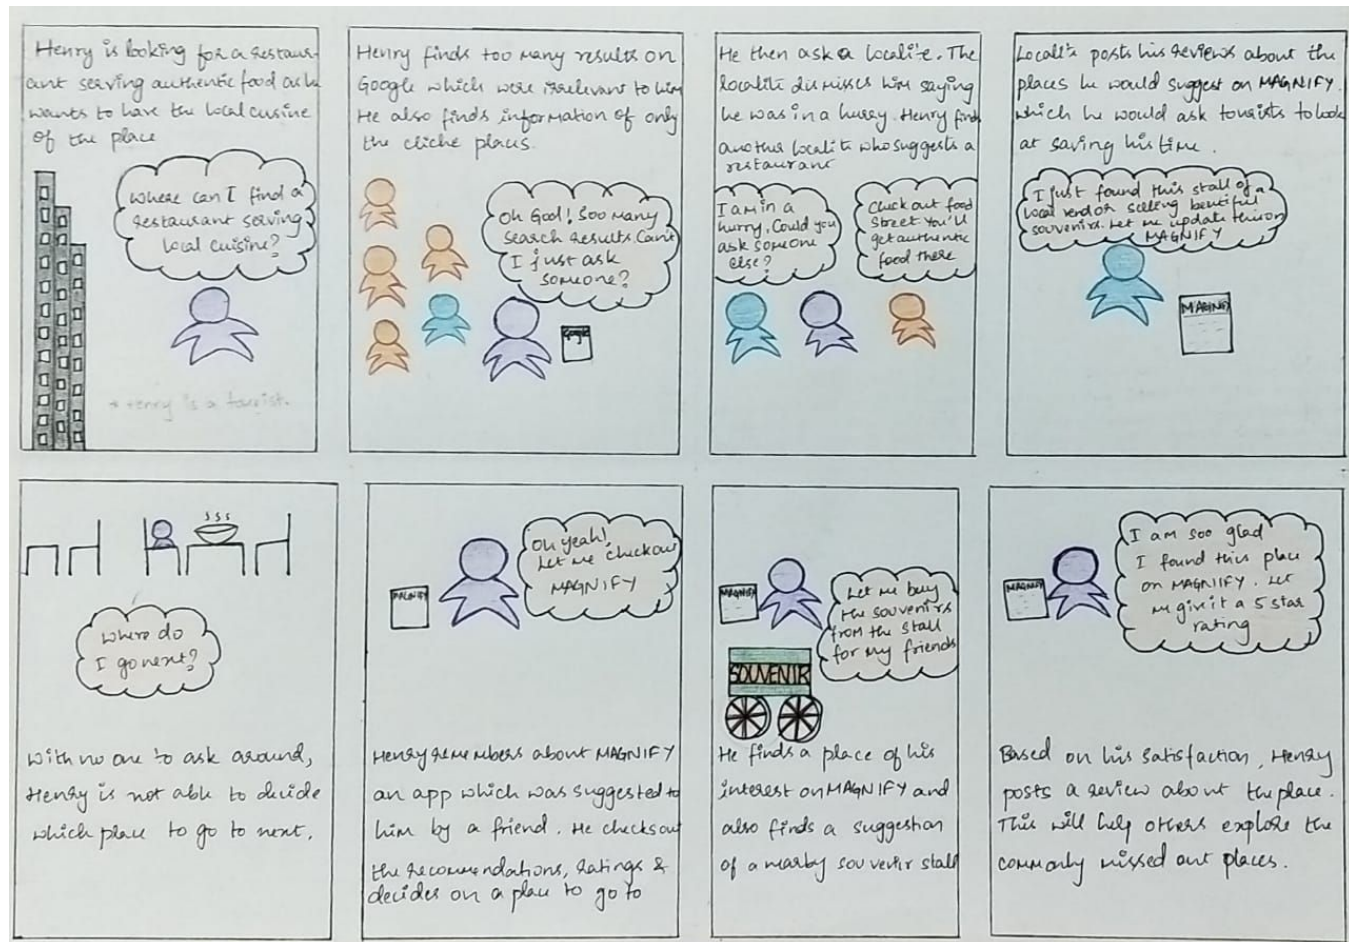 Henry is looking for a restaur-
ant serving authentic food as he
wants to have the local cusine
of the place
where can I find a
restaurant serving
local cuisine?
* Henry is a tourist.
Henry finds too many results on
Google which were irrelevant to him
He also finds information of only
the cliche places.
Oh God! Soo many
search results. Can't
I just ask
someone?
Google
He then ask a localite. The
localite dismisses him saying
he was in a hurry. Henry finds
another localite who suggests a
restaurant
I am in a
hurry. Could you
ask someone
else?
Check out food
Street. You'll
get authentic
food there
Localite posts his reviews about the
places he would suggest on MAGNIFY.
which he would ask tourists to look
at saving his time.
I just found this stall of a
local vendor selling beautiful
souvenirs. Let me update this on
MAGNIFY
MAGNIFY
where do
I go next?
With no one to ask around,
Henry is not able to decide
which place to go to next.
Oh yeah!
Let me checkout
MAGNIFY
MAGNIFY
Henry remembers about MAGNIFY
an app which was suggested to
him by a friend. He checks out
the recommendations, ratings &
decides on a place to go to
MAGNIFY
Let me buy
the souvenirs
from the stall
for my friends
SOUVENIR
He finds a place of his
interest on MAGNIFY and
also finds a suggestion
of a nearby souvenir stall
I am soo glad
I found this place
on MAGNIIFY. Let
me give it a 5 star
rating
MAGNIFY
Based on his satisfaction, Henry
posts a review about the place.
This will help others explore the
commonly missed out places.